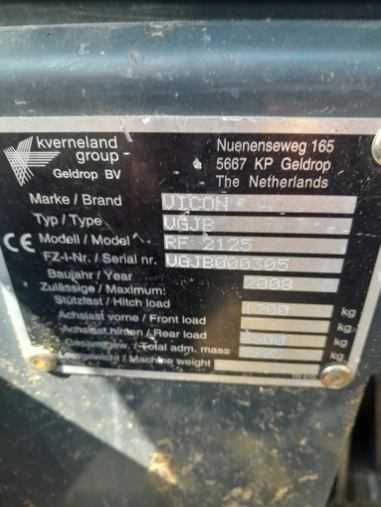 kverneland
group
Geldrop BV
Nuenenseweg 165
5667 KP Geldrop
The Netherlands
Marke / Brand VICON
Typ / Type VGJB
CE Modell / Model RF 2125
FZ-I-Nr. / Serial nr. VGJB000305
Baujahr / Year 2008
Zulässige / Maximum:
Stützlast / Hitch load kg
Achslast vorne / Front load kg
Achslast hinten / Rear load kg
/ Total adm. mass kg
/ Machine weight kg